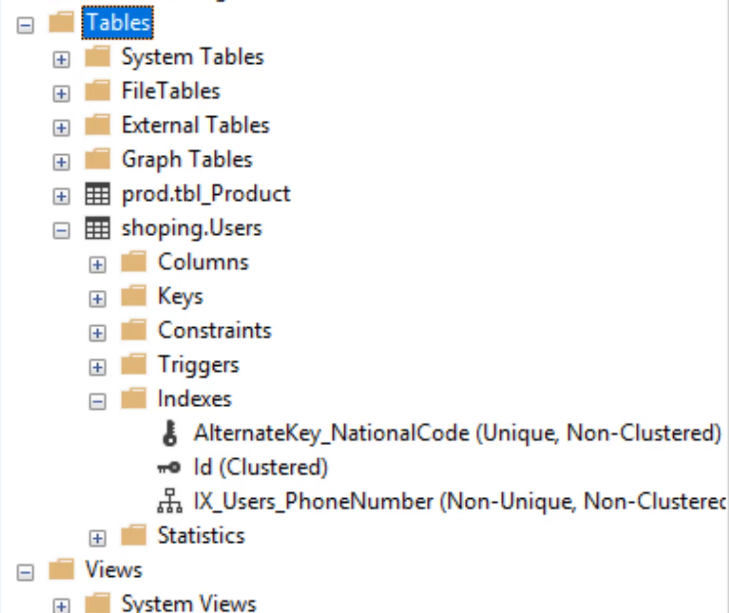 Tables
System Tables
FileTables
External Tables
Graph Tables
prod.tbl_Product
shoping.Users
Columns
Keys
Constraints
Triggers
Indexes
AlternateKey_NationalCode (Unique, Non-Clustered)
Id (Clustered)
IX_Users_PhoneNumber (Non-Unique, Non-Clustered
Statistics
Views
System Views